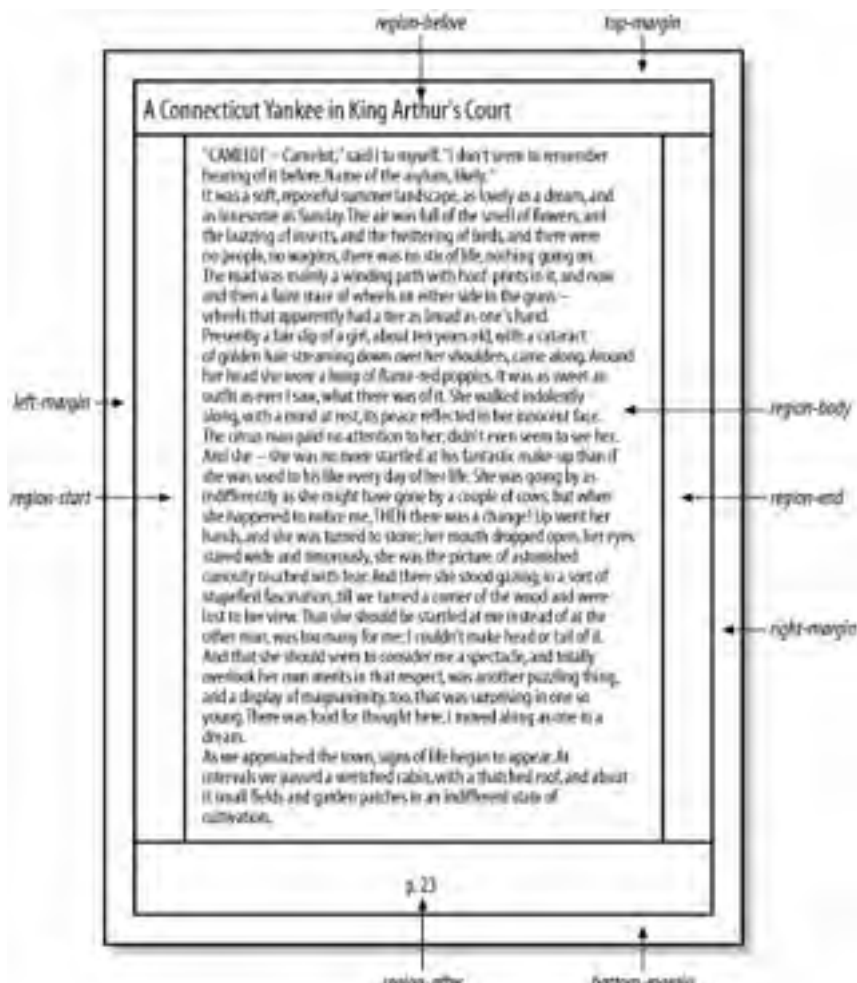 region-before
top-margin
A Connecticut Yankee in King Arthur's Court
"CAMELOT – Camelot," said I to myself. "I don't seem to remember
hearing of it before. Name of the asylum, likely."
It was a soft, reposeful summer landscape, as lovely as a dream, and
as lonesome as Sunday. The air was full of the smell of flowers, and
the buzzing of insects, and the twittering of birds, and there were
no people, no wagons, there was no stir of life, nothing going on.
The road was mainly a winding path with hoof-prints in it, and now
and then a faint trace of wheels on either side in the grass –
wheels that apparently had a tire as broad as one's hand.
Presently a fair slip of a girl, about ten years old, with a cataract
of golden hair streaming down over her shoulders, came along. Around
her head she wore a hoop of flame-red poppies. It was as sweet an
outfit as ever I saw, what there was of it. She walked indolently
along, with a mind at rest, its peace reflected in her innocent face.
The circus man paid no attention to her; didn't even seem to see her.
And she – she was no more startled at his fantastic make-up than if
she was used to his like every day of her life. She was going by as
indifferently as she might have gone by a couple of cows; but when
she happened to notice me, THEN there was a change! Up went her
hands, and she was turned to stone; her mouth dropped open, her eyes
stared wide and timorously, she was the picture of astonished
curiosity touched with fear. And there she stood gazing, in a sort of
stupefied fascination, till we turned a corner of the wood and were
lost to her view. That she should be startled at me instead of at the
other man, was too many for me; I couldn't make head or tail of it.
And that she should seem to consider me a spectacle, and totally
overlook her own merits in that respect, was another puzzling thing,
and a display of magnanimity, too, that was surprising in one so
young. There was food for thought here. I moved along as one in a
dream.
As we approached the town, signs of life began to appear. At
intervals we passed a wretched cabin, with a thatched roof, and about
it small fields and garden patches in an indifferent state of
cultivation.
left-margin
region-body
region-start
region-end
right-margin
p. 23
region-after
bottom-margin